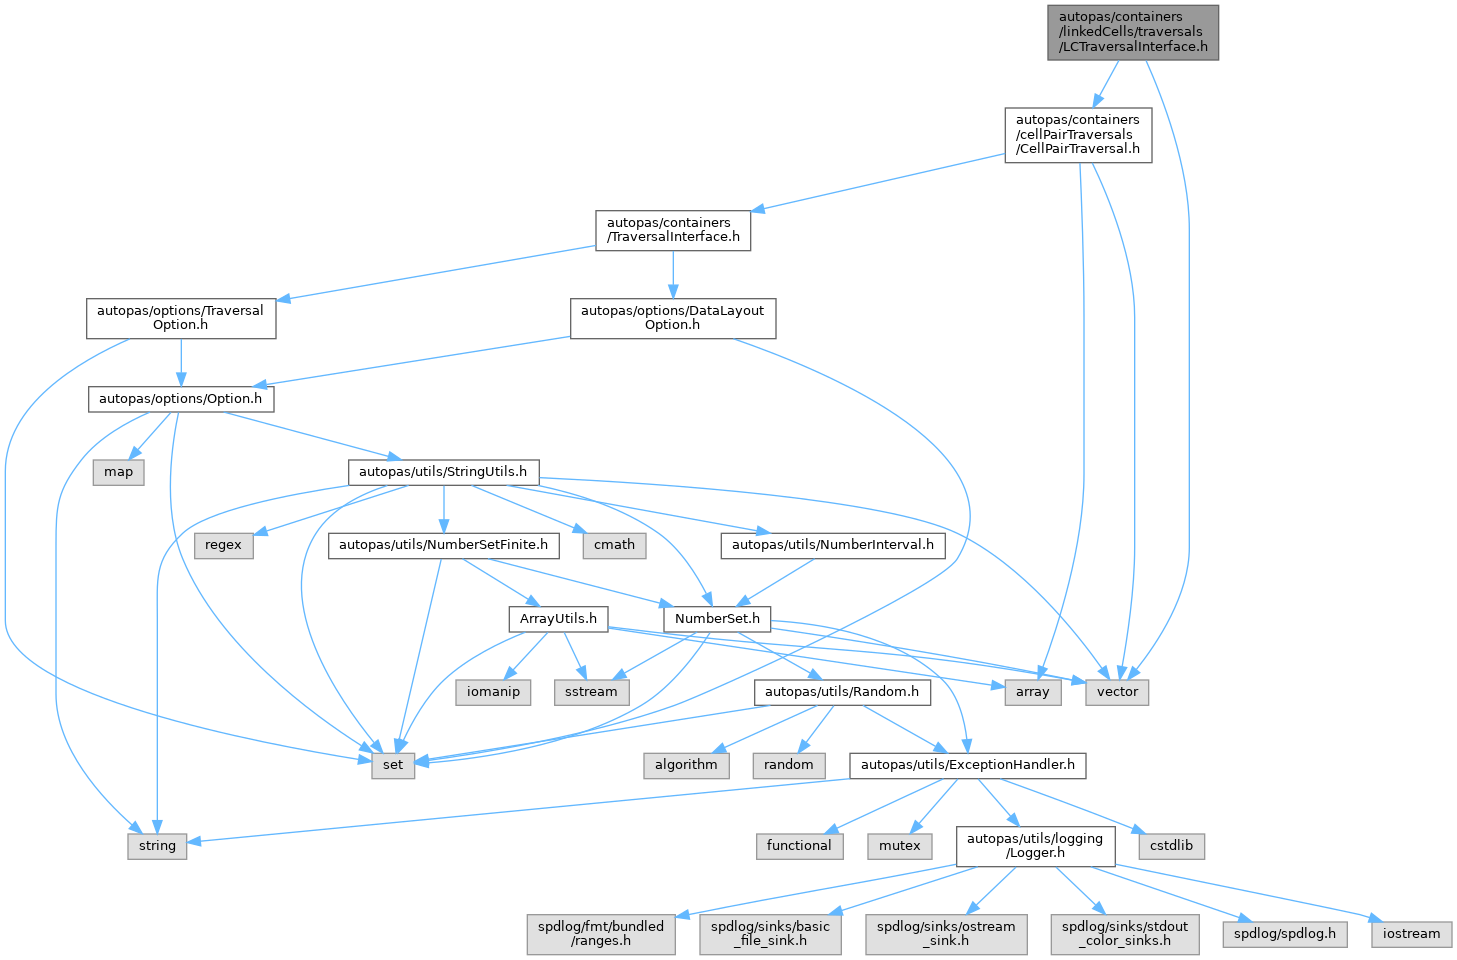 autopas/containers
/linkedCells/traversals
/LCTraversalInterface.h
autopas/containers
/cellPairTraversals
/CellPairTraversal.h
autopas/containers
/TraversalInterface.h
autopas/options/Traversal
Option.h
autopas/options/DataLayout
Option.h
autopas/options/Option.h
map
autopas/utils/StringUtils.h
regex
autopas/utils/NumberSetFinite.h
cmath
autopas/utils/NumberInterval.h
ArrayUtils.h
NumberSet.h
iomanip
sstream
autopas/utils/Random.h
array
vector
set
algorithm
random
autopas/utils/ExceptionHandler.h
string
functional
mutex
autopas/utils/logging
/Logger.h
cstdlib
spdlog/fmt/bundled
/ranges.h
spdlog/sinks/basic
_file_sink.h
spdlog/sinks/ostream
_sink.h
spdlog/sinks/stdout
_color_sinks.h
spdlog/spdlog.h
iostream